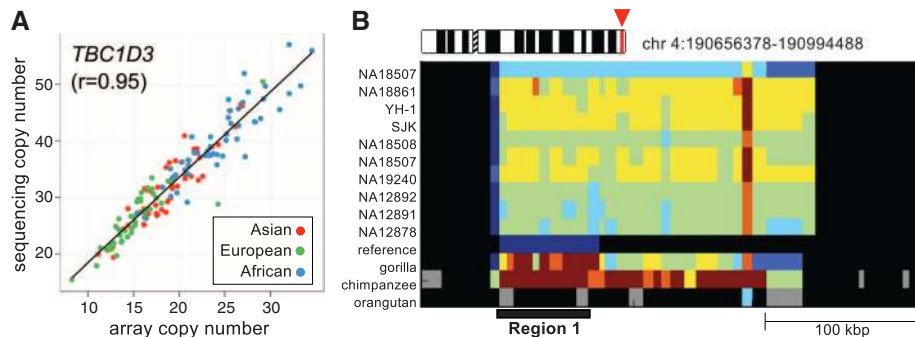 A
TBC1D3
(r=0.95)
sequencing copy number
50
40
30
20
10
15
20
25
30
array copy number
Asian
European
African
B
chr 4:190656378-190994488
NA18507
NA18861
YH-1
SJK
NA18508
NA18507
NA19240
NA12892
NA12891
NA12878
reference
gorilla
chimpanzee
orangutan
Region 1
100 kbp